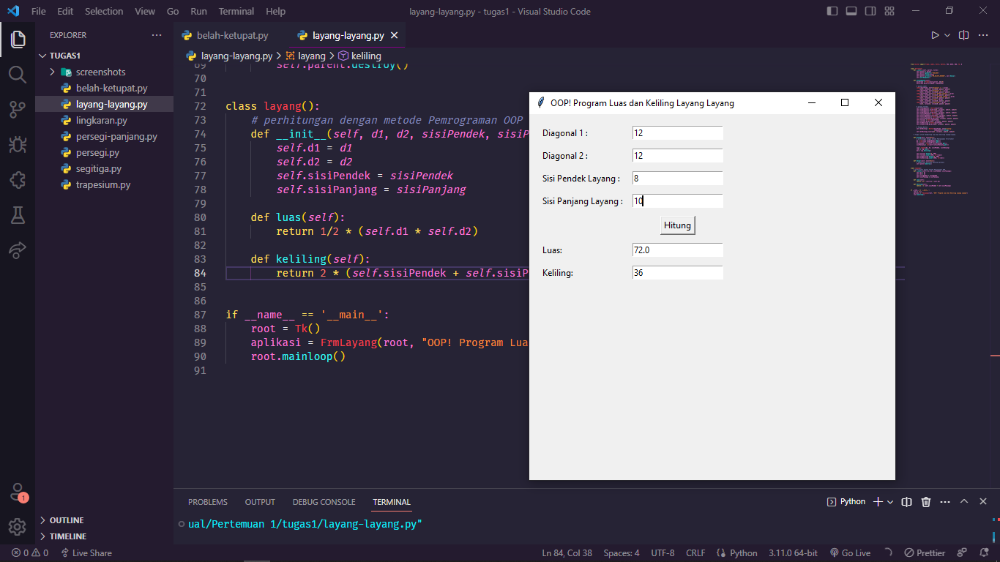 File Edit Selection View Go Run Terminal Help
layang-layang.py - tugas1 - Visual Studio Code
EXPLORER
TUGAS1
screenshots
belah-ketupat.py
layang-layang.py
lingkaran.py
persegi-panjang.py
persegi.py
segitiga.py
trapesium.py
OUTLINE
TIMELINE
belah-ketupat.py layang-layang.py
layang-layang.py > layang > keliling
69 self.parent.destroy()
70
71
72 class layang():
73 # perhitungan dengan metode Pemrograman OOP
74 def __init__(self, d1, d2, sisiPendek, sisiP
75 self.d1 = d1
76 self.d2 = d2
77 self.sisiPendek = sisiPendek
78 self.sisiPanjang = sisiPanjang
79
80 def luas(self):
81 return 1/2 * (self.d1 * self.d2)
82
83 def keliling(self):
84 return 2 * (self.sisiPendek + self.sisiP
85
86
87 if __name__ == '__main__':
88 root = Tk()
89 aplikasi = FrmLayang(root, "OOP! Program Lua
90 root.mainloop()
91
OOP! Program Luas dan Keliling Layang Layang
Diagonal 1 : 12
Diagonal 2 : 12
Sisi Pendek Layang : 8
Sisi Panjang Layang : 10
Hitung
Luas: 72.0
Keliling: 36
PROBLEMS OUTPUT DEBUG CONSOLE TERMINAL
Python
ual/Pertemuan 1/tugas1/layang-layang.py"
1
0 0 Live Share
Ln 84, Col 38 Spaces: 4 UTF-8 CRLF Python 3.11.0 64-bit Go Live Prettier